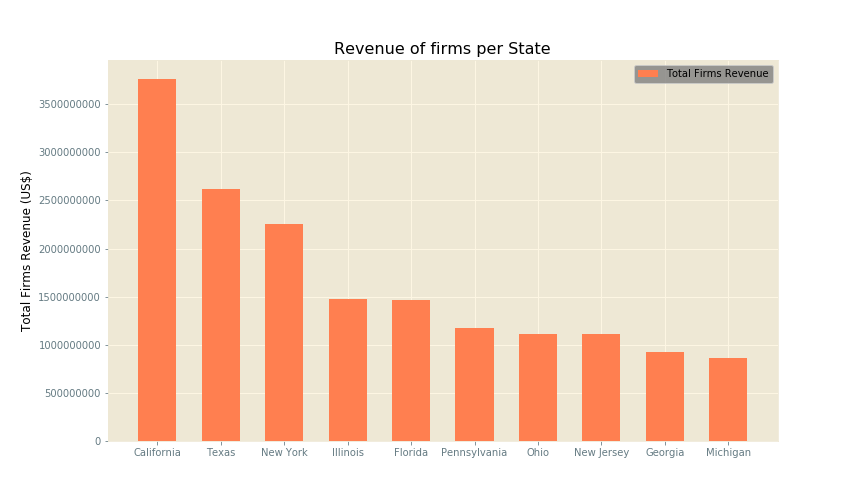 Revenue of firms per State
Total Firms Revenue
Total Firms Revenue (US$)
3500000000
3000000000
2500000000
2000000000
1500000000
1000000000
500000000
0
California Texas New York Illinois Florida Pennsylvania Ohio New Jersey Georgia Michigan